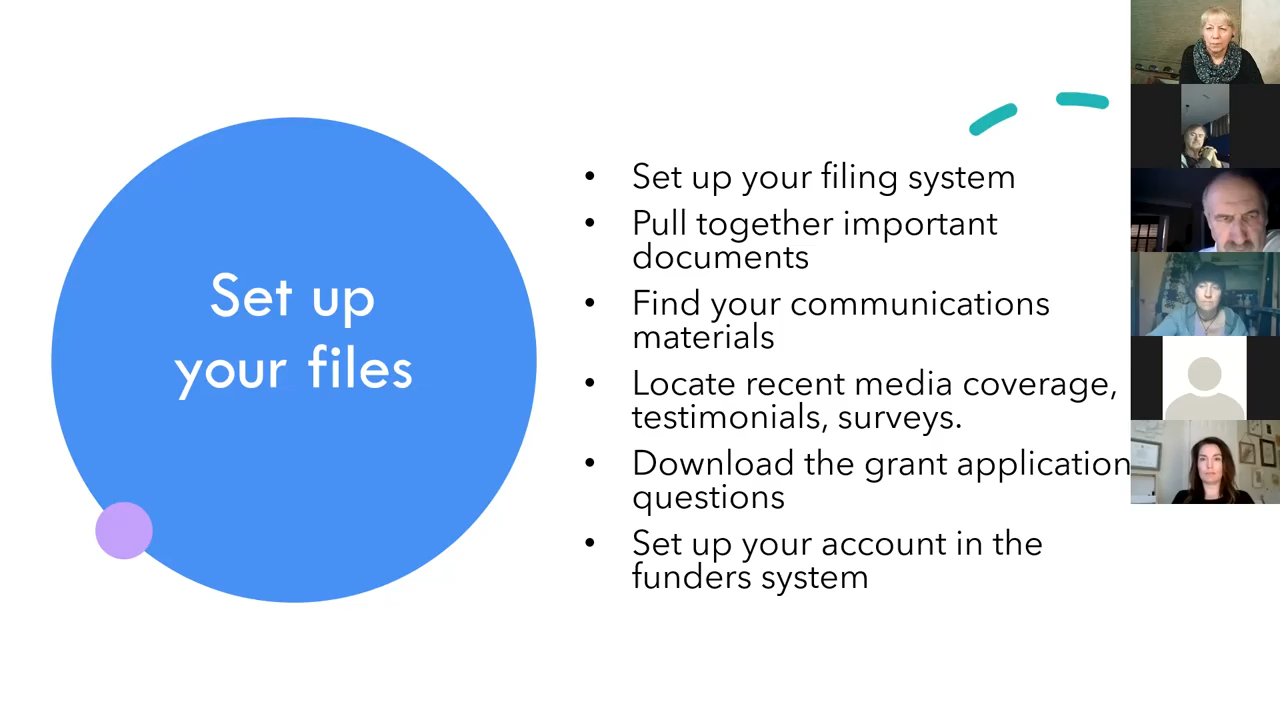 Set up
your files
• Set up your filing system
• Pull together important
documents
• Find your communications
materials
• Locate recent media coverage,
testimonials, surveys.
• Download the grant application
questions
• Set up your account in the
funders system